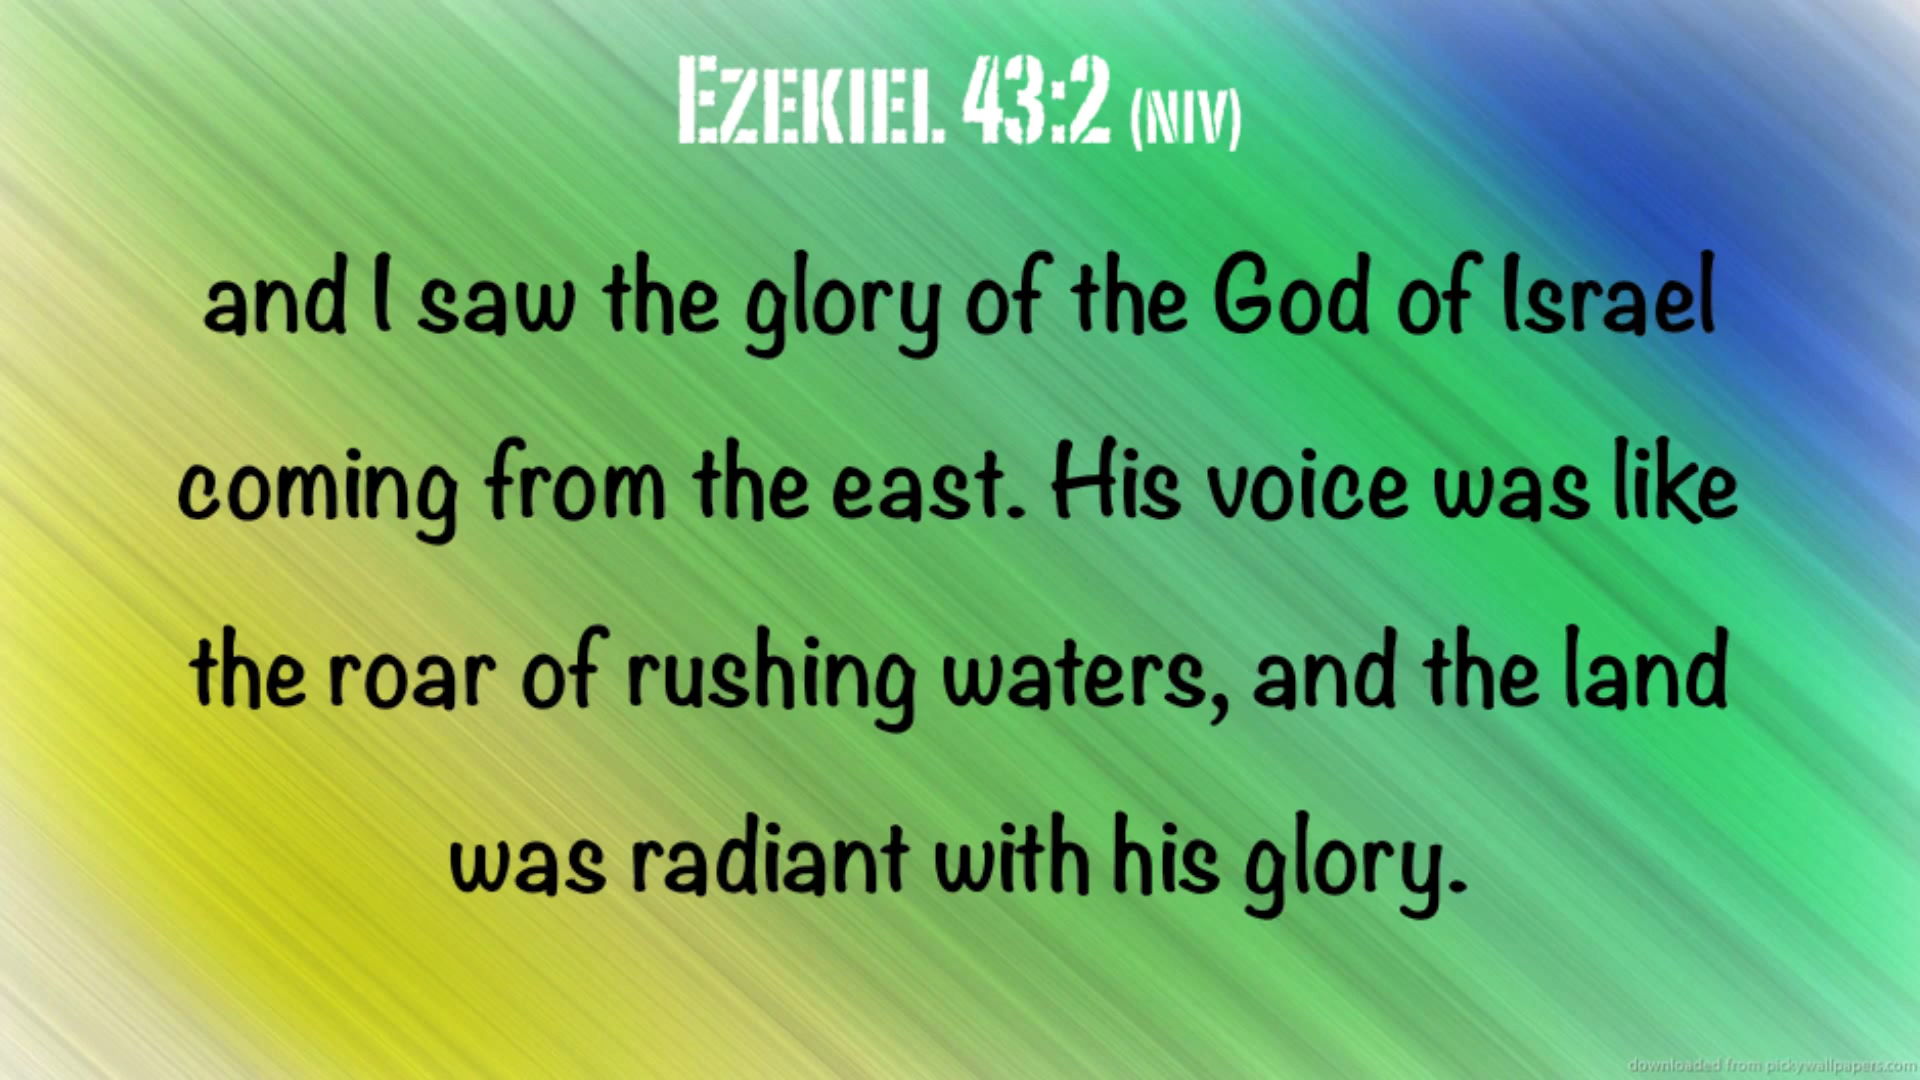 Ezekiel 43:2 (NIV)
and I saw the glory of the God of Israel
coming from the east. His voice was like
the roar of rushing waters, and the land
was radiant with his glory.
downloaded from pickywallpapers.com